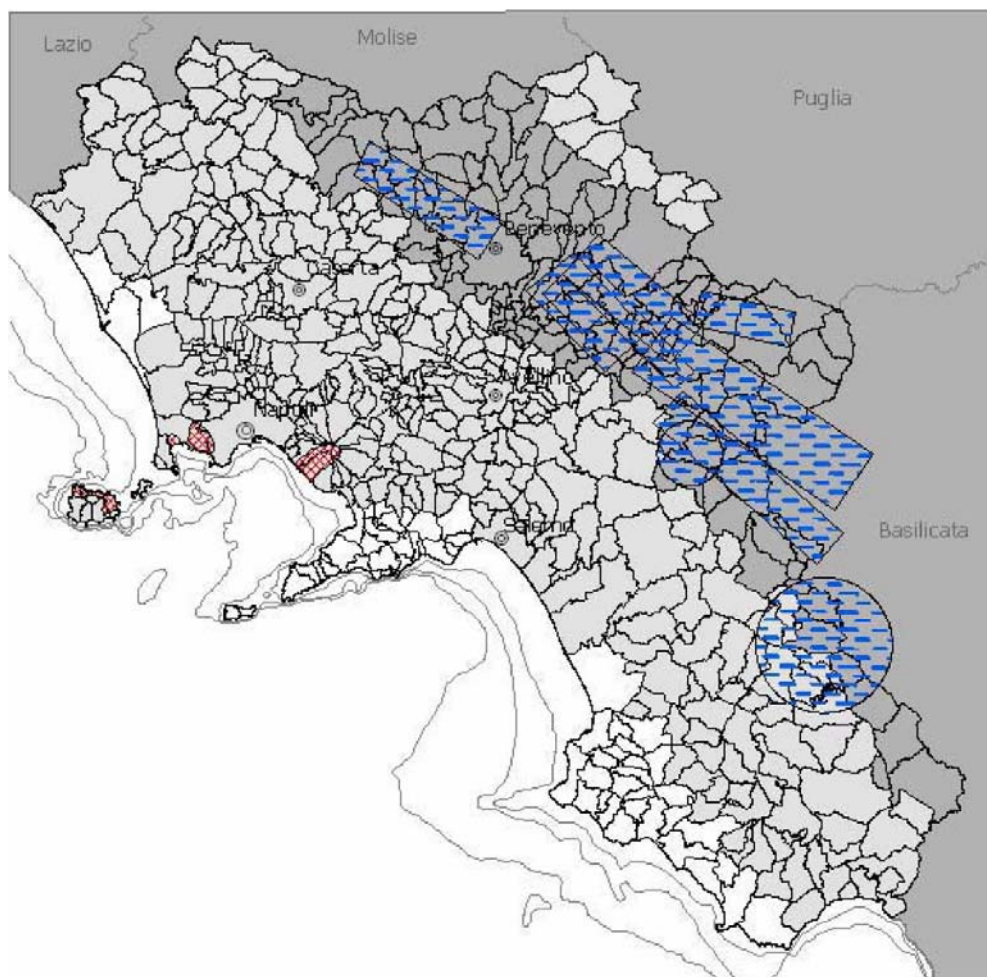 Lazio
Molise
Puglia
Benevento
Caserta
Avellino
Napoli
Salerno
Basilicata